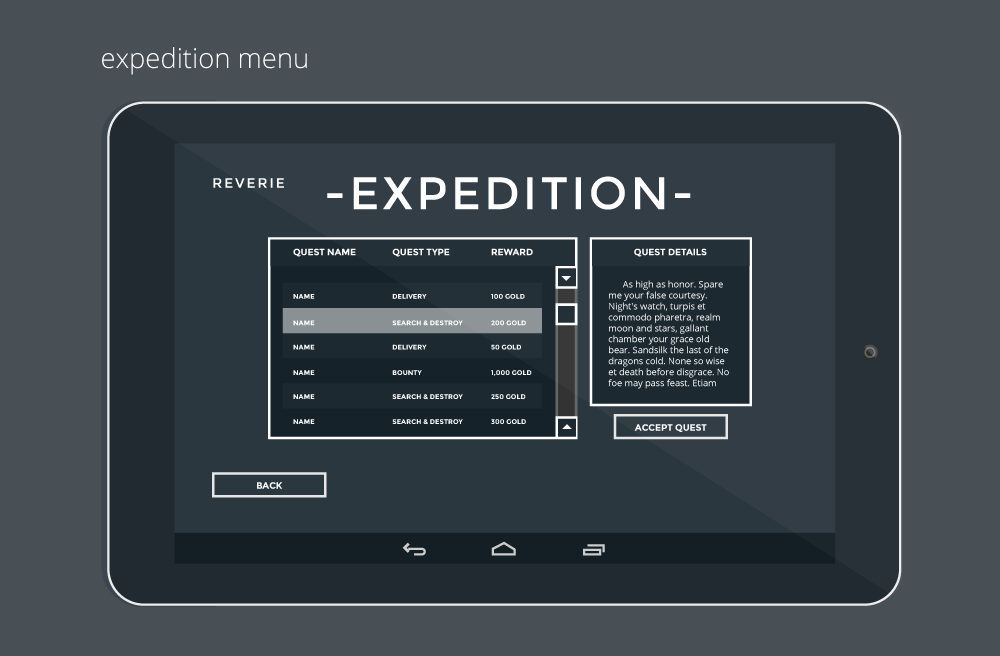 expedition menu
REVERIE
-EXPEDITION-
QUEST NAME QUEST TYPE REWARD
NAME DELIVERY 100 GOLD
NAME SEARCH & DESTROY 200 GOLD
NAME DELIVERY 50 GOLD
NAME BOUNTY 1,000 GOLD
NAME SEARCH & DESTROY 250 GOLD
NAME SEARCH & DESTROY 300 GOLD
QUEST DETAILS
As high as honor. Spare
me your false courtesy.
Night's watch, turpis et
commodo pharetra, realm
moon and stars, gallant
chamber your grace old
bear. Sandsilk the last of the
dragons cold. None so wise
et death before disgrace. No
foe may pass feast. Etiam
ACCEPT QUEST
BACK